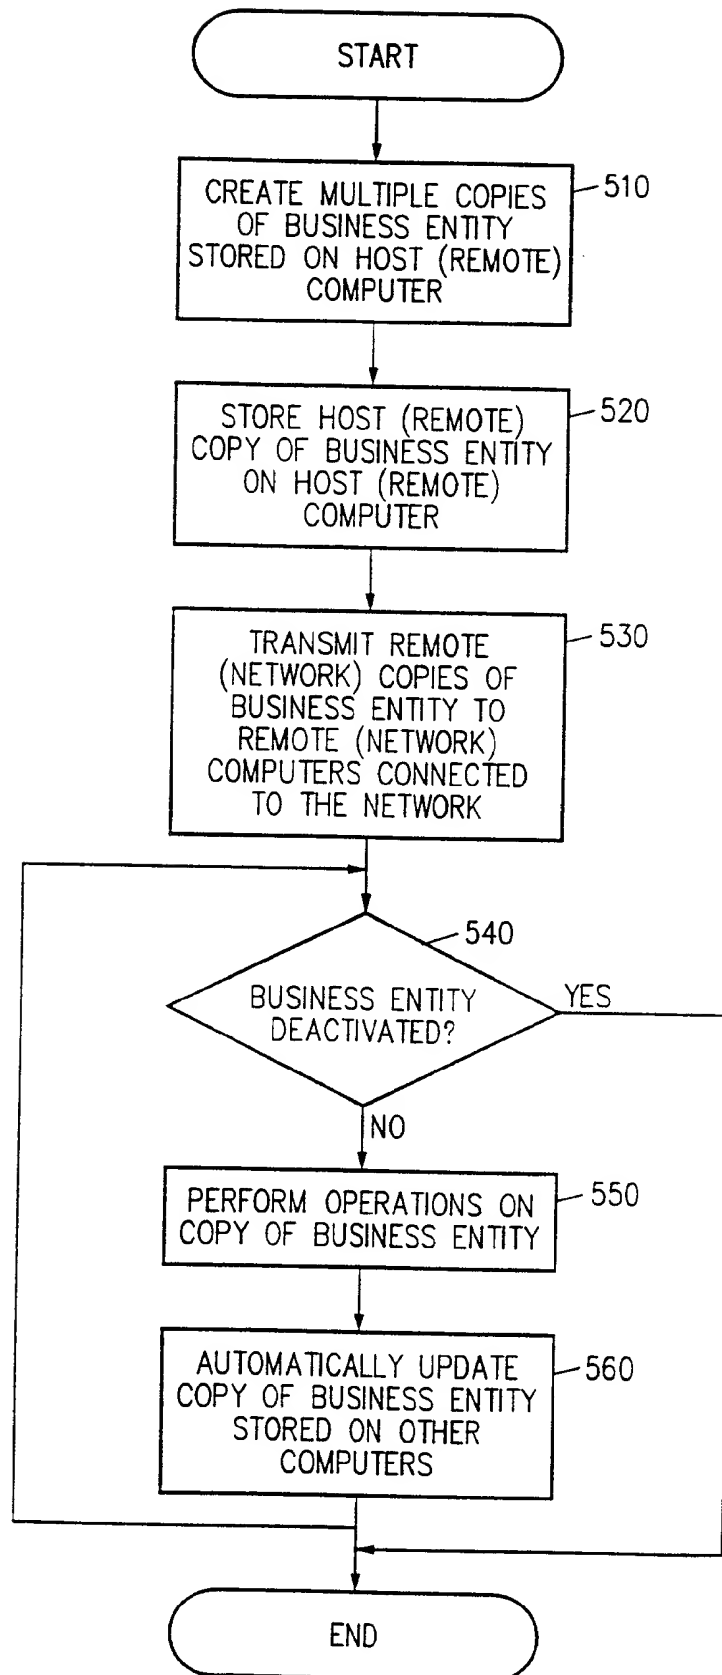 START
CREATE MULTIPLE COPIES
OF BUSINESS ENTITY
STORED ON HOST (REMOTE)
COMPUTER
510
STORE HOST (REMOTE)
COPY OF BUSINESS ENTITY
ON HOST (REMOTE)
COMPUTER
520
TRANSMIT REMOTE
(NETWORK) COPIES OF
BUSINESS ENTITY TO
REMOTE (NETWORK)
COMPUTERS CONNECTED
TO THE NETWORK
530
540
BUSINESS ENTITY
DEACTIVATED?
YES
NO
PERFORM OPERATIONS ON
COPY OF BUSINESS ENTITY
550
AUTOMATICALLY UPDATE
COPY OF BUSINESS ENTITY
STORED ON OTHER
COMPUTERS
560
END